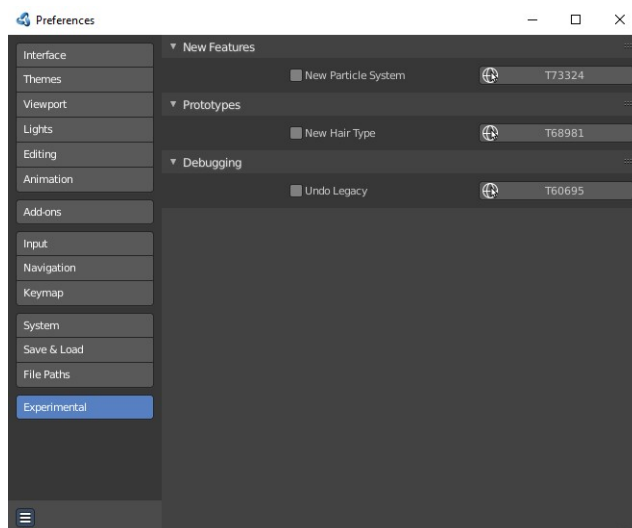 Preferences
Interface
Themes
Viewport
Lights
Editing
Animation
Add-ons
Input
Navigation
Keymap
System
Save & Load
File Paths
Experimental
New Features
New Particle System T73324
Prototypes
New Hair Type T68981
Debugging
Undo Legacy T60695